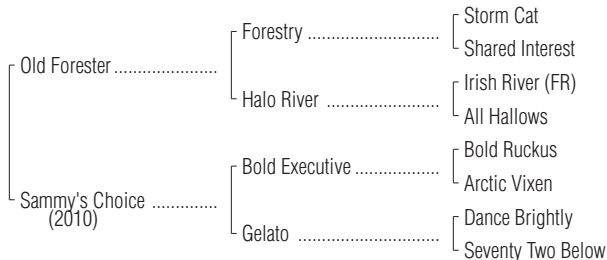 Storm Cat
Forestry ........................
Shared Interest
Old Forester ...................
Irish River (FR)
Halo River ....................
All Hallows
Bold Ruckus
Bold Executive ...............
Arctic Vixen
Sammy's Choice ............
(2010)
Dance Brightly
Gelato ..........................
Seventy Two Below